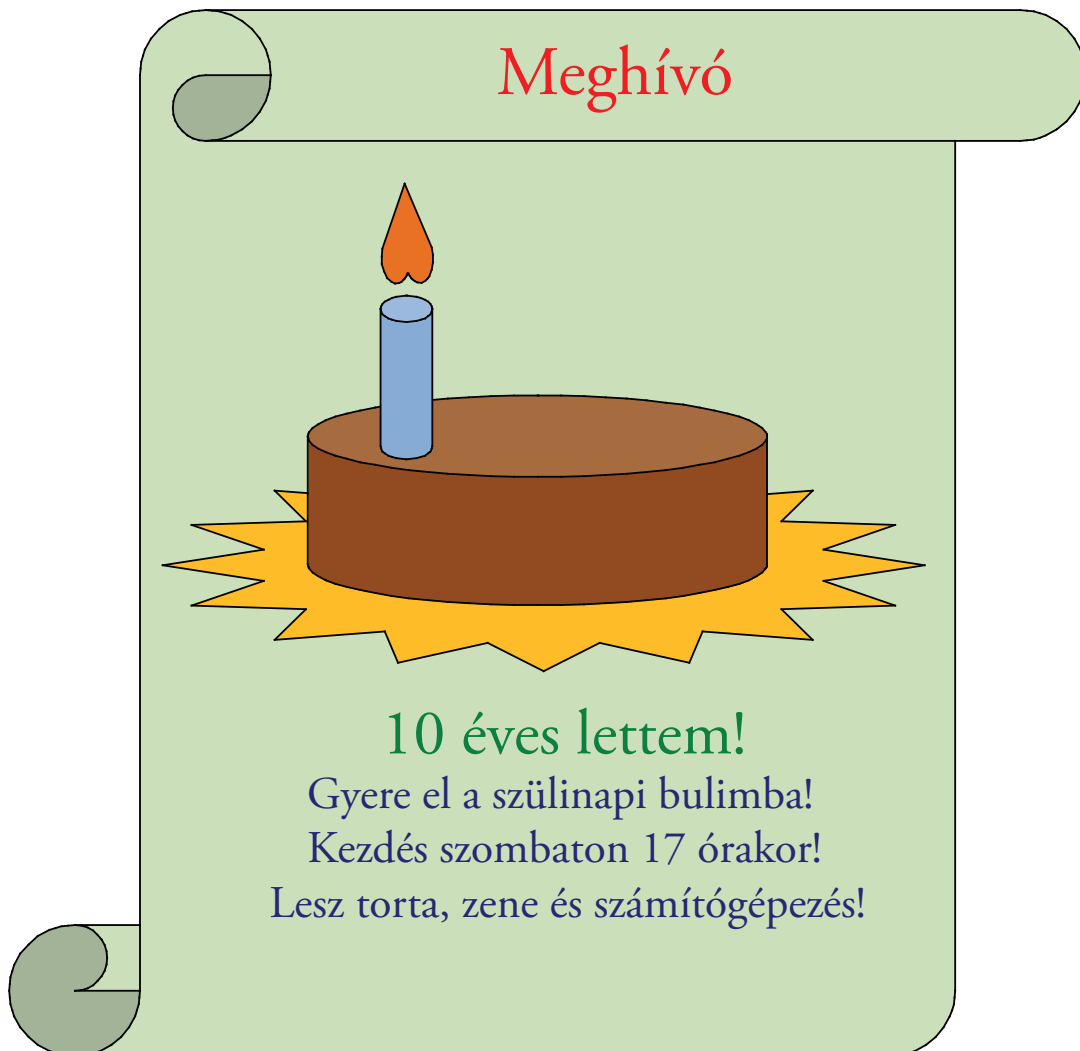 Meghívó
10 éves lettem!
Gyere el a szülinapi bulimba!
Kezdés szombaton 17 órakor!
Lesz torta, zene és számítógépezés!